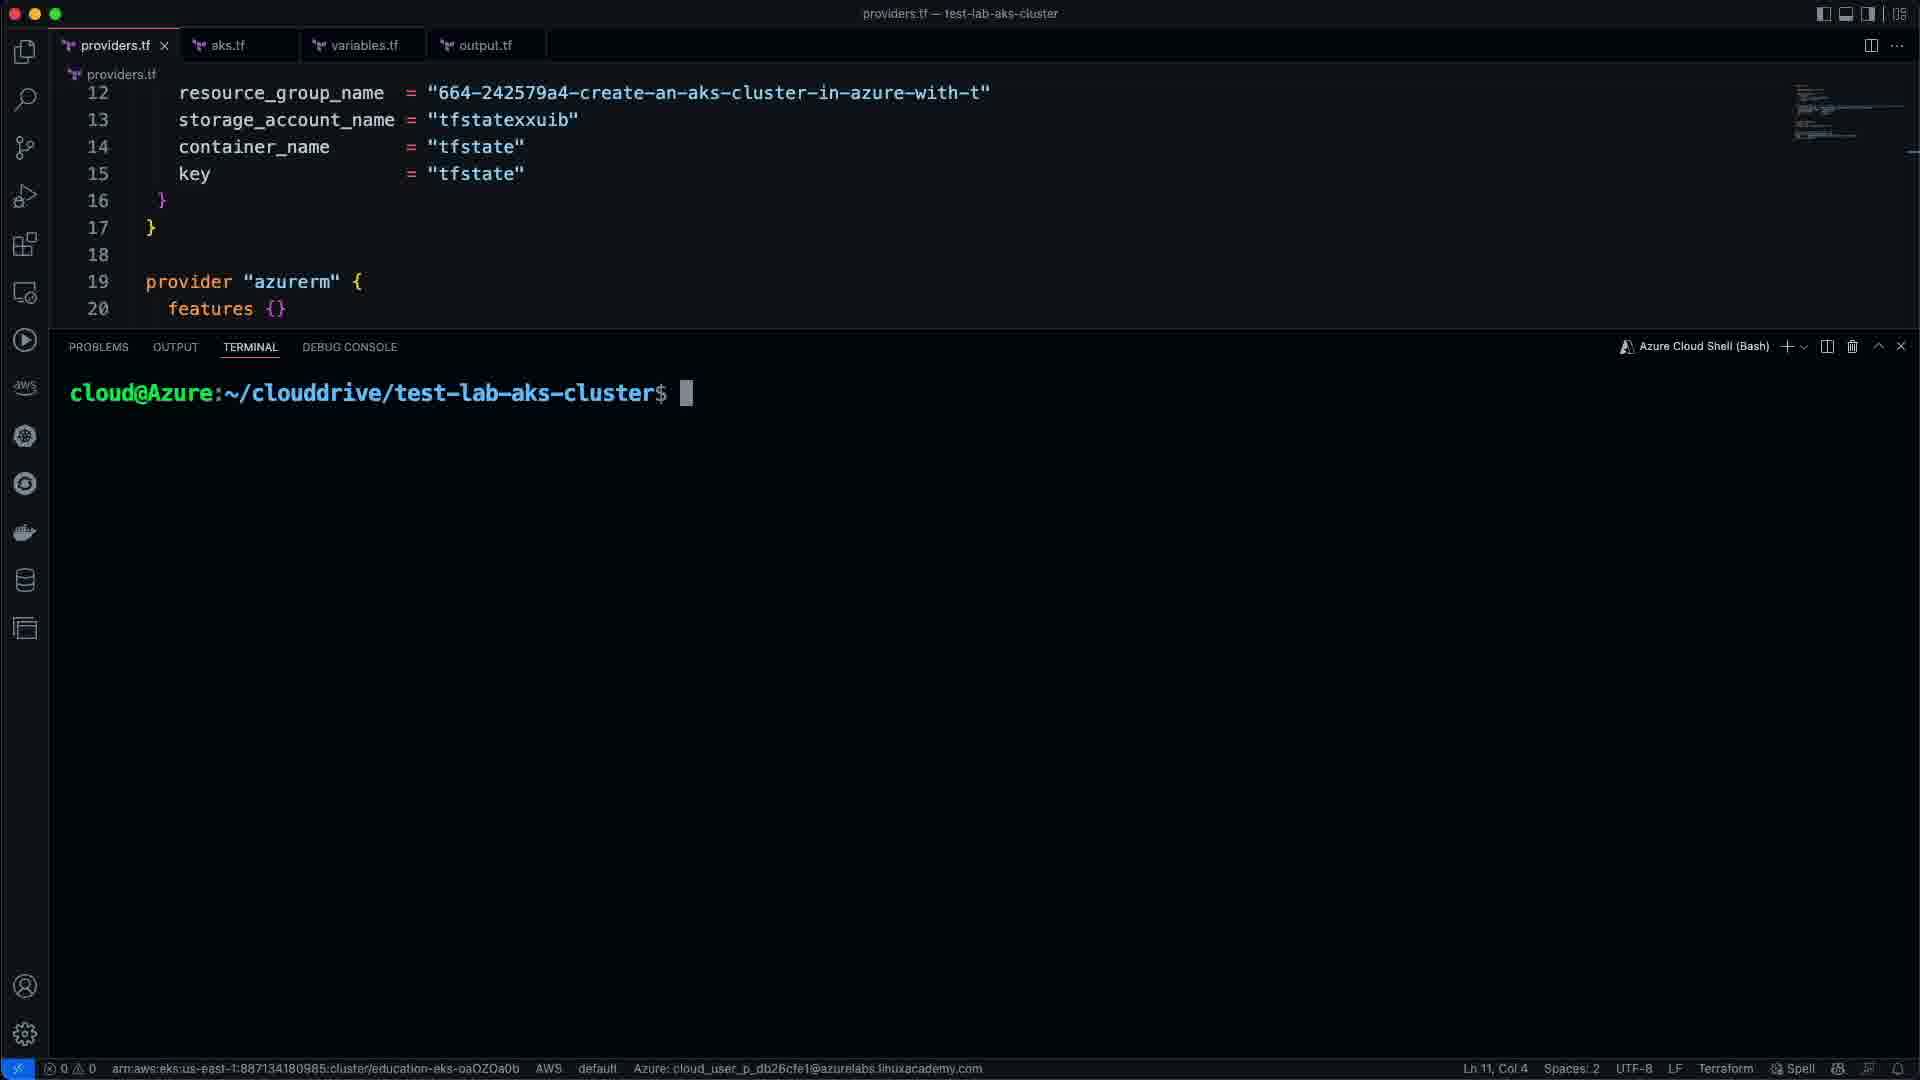 providers.tf — test-lab-aks-cluster
providers.tf aks.tf variables.tf output.tf
providers.tf
12 resource_group_name = "664-242579a4-create-an-aks-cluster-in-azure-with-t"
13 storage_account_name = "tfstatexxuib"
14 container_name = "tfstate"
15 key = "tfstate"
16 }
17 }
18
19 provider "azurerm" {
20 features {}
PROBLEMS OUTPUT TERMINAL DEBUG CONSOLE Azure Cloud Shell (Bash)
cloud@Azure:~/clouddrive/test-lab-aks-cluster$
aws
0 0 arn:aws:eks:us-east-1:887134180985:cluster/education-eks-oaOZOa0b AWS default Azure: cloud_user_p_db26cfe1@azurelabs.linuxacademy.com Ln 11, Col 4 Spaces: 2 UTF-8 LF Terraform Spell